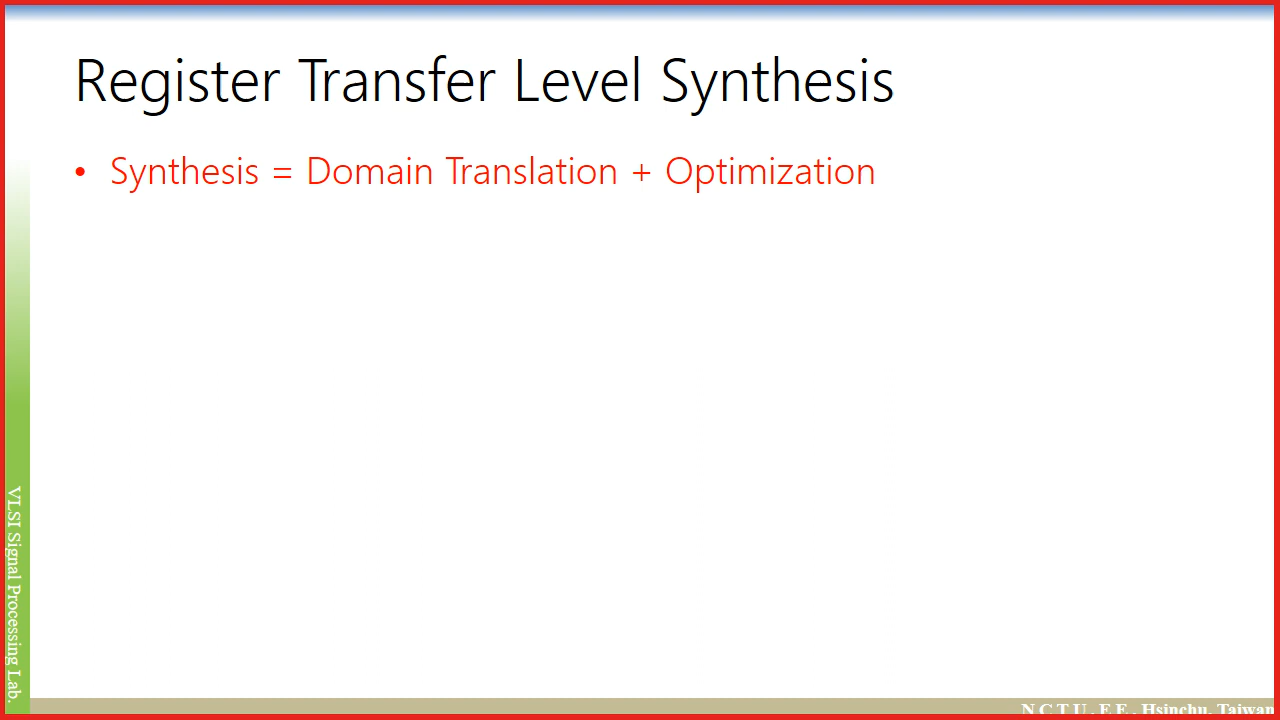 Register Transfer Level Synthesis
• Synthesis = Domain Translation + Optimization
VLSI Signal Processing Lab.
N C T U . E E , Hsinchu, Taiwan